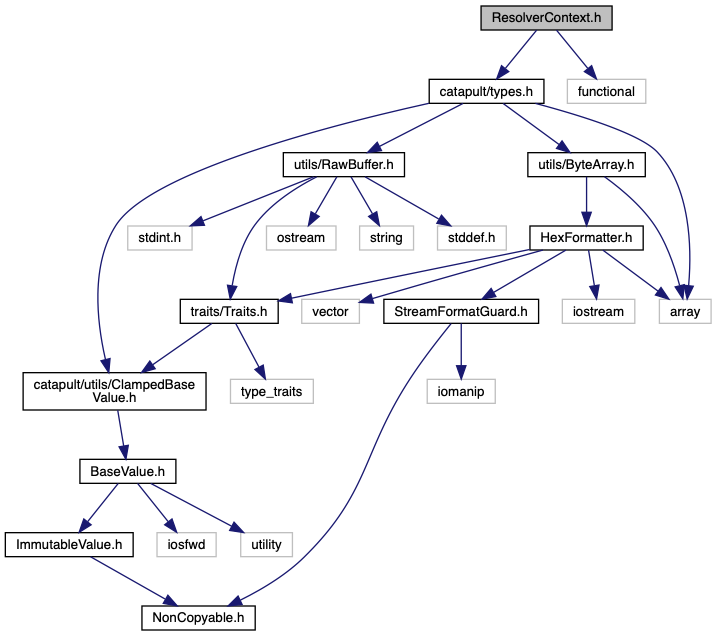 ResolverContext.h
catapult/types.h
functional
utils/RawBuffer.h
utils/ByteArray.h
stdint.h
ostream
string
stddef.h
HexFormatter.h
traits/Traits.h
vector
StreamFormatGuard.h
iostream
array
catapult/utils/ClampedBase
Value.h
type_traits
iomanip
BaseValue.h
ImmutableValue.h
iosfwd
utility
NonCopyable.h